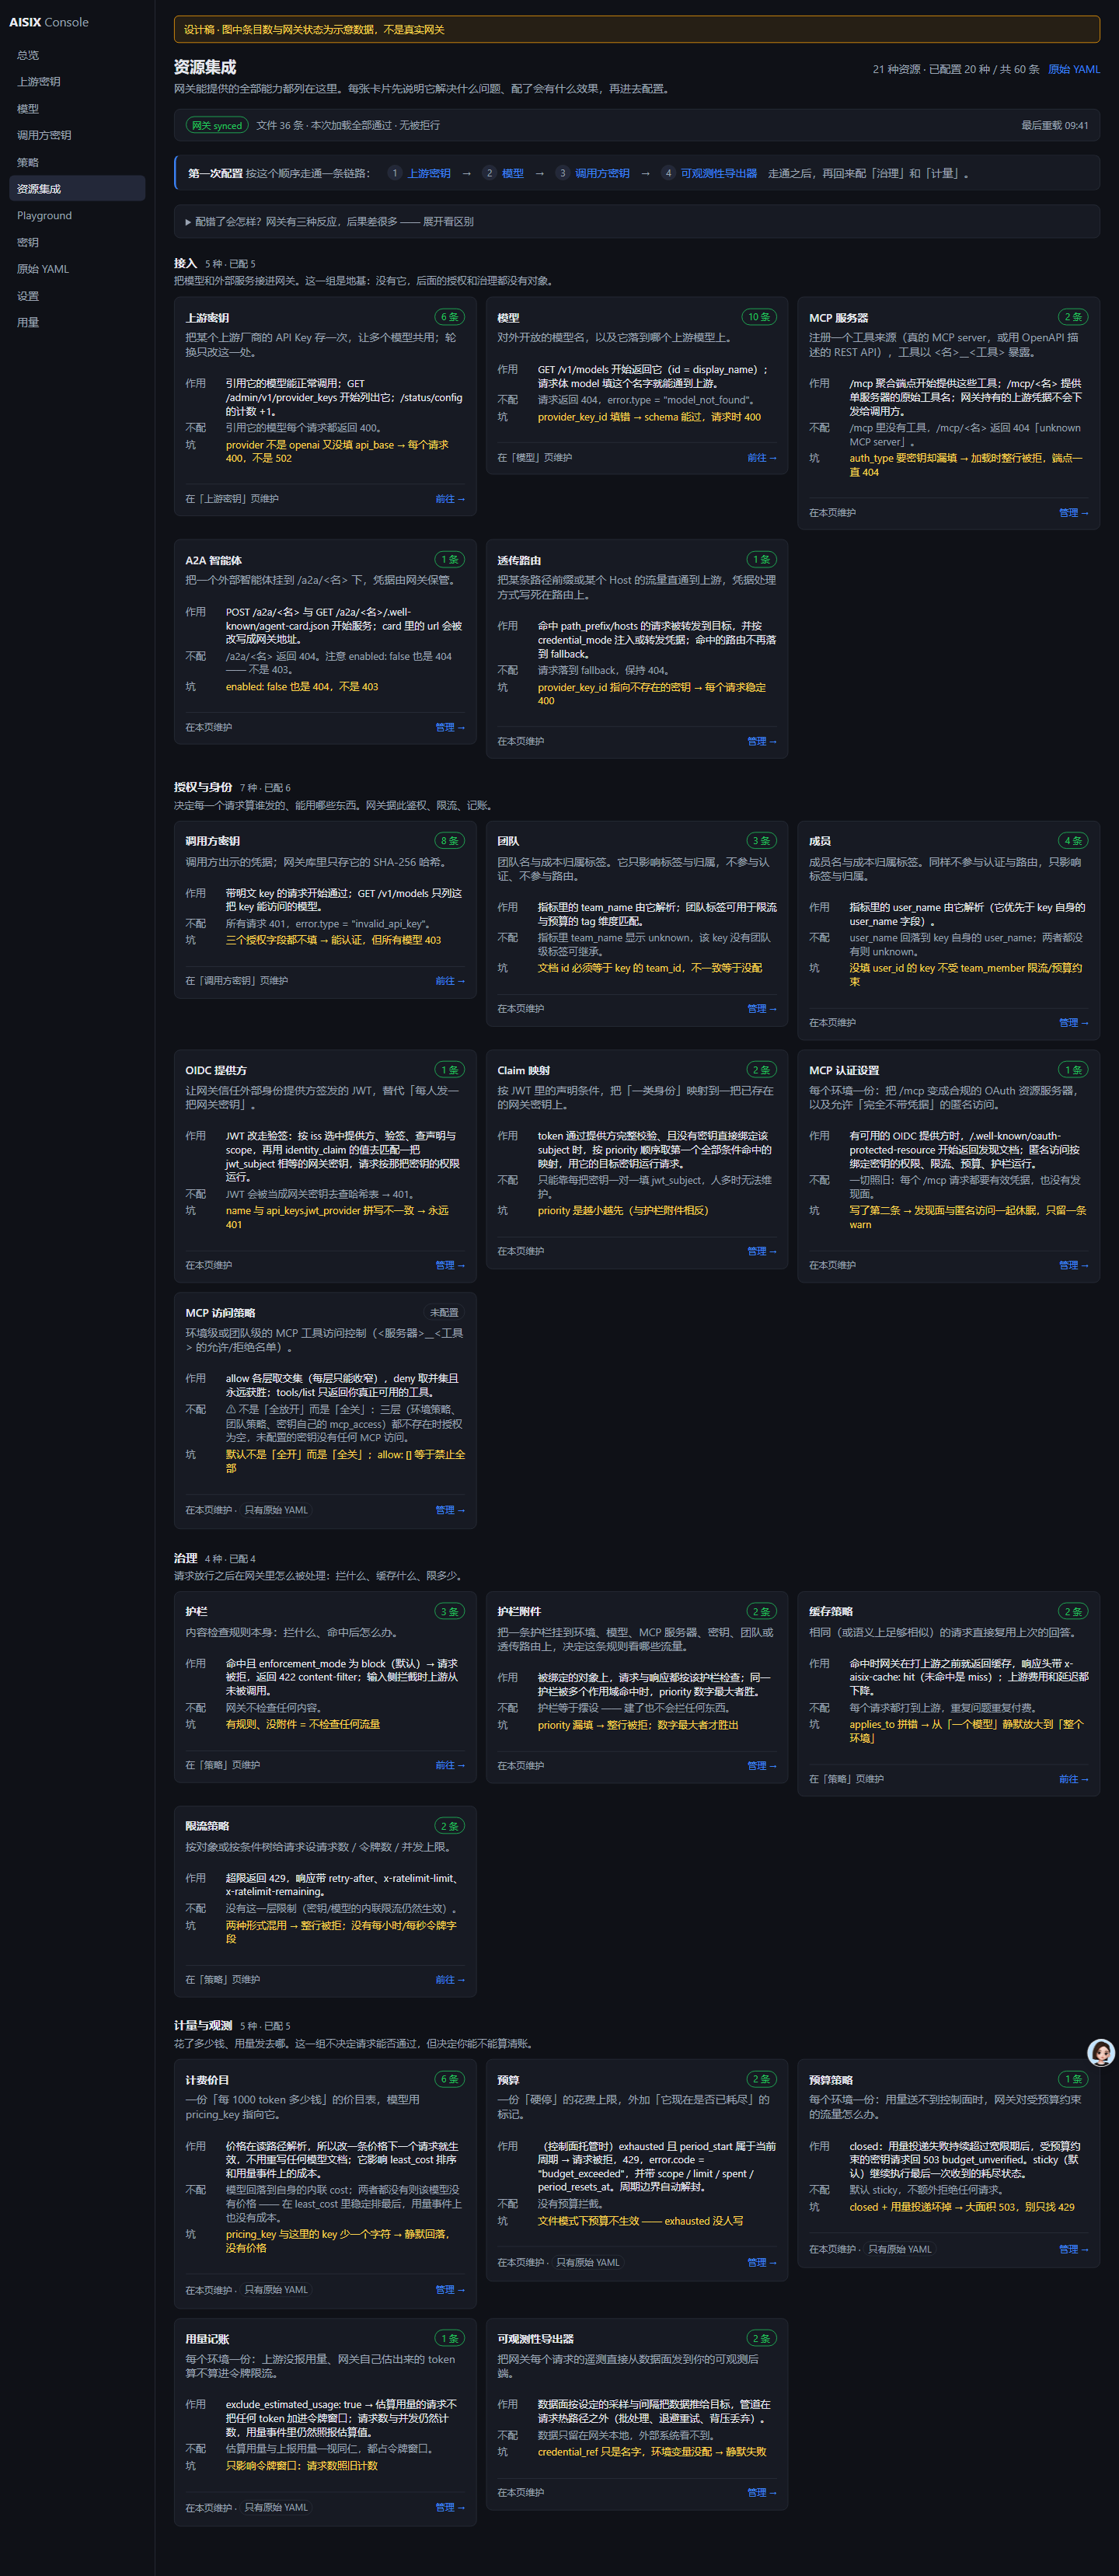 AISIX Console
总览
上游密钥
模型
调用方密钥
策略
资源集成
Playground
密钥
原始 YAML
设置
用量
设计稿 · 图中条目数与网关状态为示意数据，不是真实网关
资源集成
21 种资源 · 已配置 20 种 / 共 60 条 原始 YAML
网关能提供的全部能力都列在这里。每张卡片先说明它解决什么问题、配了会有什么效果，再进去配置。
网关 synced 文件 36 条 · 本次加载全部通过 · 无被拒行 最后重载 09:41
第一次配置 按这个顺序走通一条链路： 1 上游密钥 → 2 模型 → 3 调用方密钥 → 4 可观测性导出器 走通之后，再回来配「治理」和「计量」。
▶ 配错了会怎样？网关有三种反应，后果差很多 —— 展开看区别
接入 5 种 · 已配 5
把模型和外部服务接进网关。这一组是地基：没有它，后面的授权和治理都没有对象。
上游密钥 6 条
把某个上游厂商的 API Key 存一次，让多个模型共用；轮
换只改这一处。
作用 引用它的模型能正常调用；GET
/admin/v1/provider_keys 开始列出它；/status/config
的计数 +1。
不配 引用它的模型每个请求都返回 400。
坑 provider 不是 openai 又没填 api_base → 每个请求
400，不是 502
在「上游密钥」页维护 前往 →
模型 10 条
对外开放的模型名，以及它落到哪个上游模型上。
作用 GET /v1/models 开始返回它（id = display_name）；
请求体 model 填这个名字就能通到上游。
不配 请求返回 404，error.type = "model_not_found"。
坑 provider_key_id 填错 → schema 能过，请求时 400
在「模型」页维护 前往 →
MCP 服务器 2 条
注册一个工具来源（真的 MCP server，或用 OpenAPI 描
述的 REST API），工具以 <名>__<工具> 暴露。
作用 /mcp 聚合端点开始提供这些工具；/mcp/<名> 提供
单服务器的原始工具名；网关持有的上游凭据不会下
发给调用方。
不配 /mcp 里没有工具，/mcp/<名> 返回 404「unknown
MCP server」。
坑 auth_type 要密钥却漏填 → 加载时整行被拒，端点一
直 404
在本页维护 管理 →
A2A 智能体 1 条
把一个外部智能体挂到 /a2a/<名> 下，凭据由网关保管。
作用 POST /a2a/<名> 与 GET /a2a/<名>/.well-
known/agent-card.json 开始服务；card 里的 url 会被
改写成网关地址。
不配 /a2a/<名> 返回 404。注意 enabled: false 也是 404
—— 不是 403。
坑 enabled: false 也是 404，不是 403
在本页维护 管理 →
透传路由 1 条
把某条路径前缀或某个 Host 的流量直通到上游，凭据处理
方式写死在路由上。
作用 命中 path_prefix/hosts 的请求被转发到目标，并按
credential_mode 注入或转发凭据；命中的路由不再落
到 fallback。
不配 请求落到 fallback，保持 404。
坑 provider_key_id 指向不存在的密钥 → 每个请求稳定
400
在本页维护 管理 →
授权与身份 7 种 · 已配 6
决定每一个请求算谁发的、能用哪些东西。网关据此鉴权、限流、记账。
调用方密钥 8 条
调用方出示的凭据；网关库里只存它的 SHA-256 哈希。
作用 带明文 key 的请求开始通过；GET /v1/models 只列这
把 key 能访问的模型。
不配 所有请求 401，error.type = "invalid_api_key"。
坑 三个授权字段都不填 → 能认证，但所有模型 403
在「调用方密钥」页维护 前往 →
团队 3 条
团队名与成本归属标签。它只影响标签与归属，不参与认
证、不参与路由。
作用 指标里的 team_name 由它解析；团队标签可用于限流
与预算的 tag 维度匹配。
不配 指标里 team_name 显示 unknown，该 key 没有团队
级标签可继承。
坑 文档 id 必须等于 key 的 team_id，不一致等于没配
在本页维护 管理 →
成员 4 条
成员名与成本归属标签。同样不参与认证与路由，只影响
标签与归属。
作用 指标里的 user_name 由它解析（它优先于 key 自身的
user_name 字段）。
不配 user_name 回落到 key 自身的 user_name；两者都没
有则 unknown。
坑 没填 user_id 的 key 不受 team_member 限流/预算约
束
在本页维护 管理 →
OIDC 提供方 1 条
让网关信任外部身份提供方签发的 JWT，替代「每人发一
把网关密钥」。
作用 JWT 改走验签：按 iss 选中提供方、验签、查声明与
scope，再用 identity_claim 的值去匹配一把
jwt_subject 相等的网关密钥，请求按那把密钥的权限
运行。
不配 JWT 会被当成网关密钥去查哈希表 → 401。
坑 name 与 api_keys.jwt_provider 拼写不一致 → 永远
401
在本页维护 管理 →
Claim 映射 2 条
按 JWT 里的声明条件，把「一类身份」映射到一把已存在
的网关密钥上。
作用 token 通过提供方完整校验、且没有密钥直接绑定该
subject 时，按 priority 顺序取第一个全部条件命中的
映射，用它的目标密钥运行请求。
不配 只能靠每把密钥一对一填 jwt_subject，人多时无法维
护。
坑 priority 是越小越先（与护栏附件相反）
在本页维护 管理 →
MCP 认证设置 1 条
每个环境一份：把 /mcp 变成合规的 OAuth 资源服务器，
以及允许「完全不带凭据」的匿名访问。
作用 有可用的 OIDC 提供方时，/.well-known/oauth-
protected-resource 开始返回发现文档；匿名访问按
绑定密钥的权限、限流、预算、护栏运行。
不配 一切照旧：每个 /mcp 请求都要有效凭据，也没有发
现面。
坑 写了第二条 → 发现面与匿名访问一起休眠，只留一条
warn
在本页维护 管理 →
MCP 访问策略 未配置
环境级或团队级的 MCP 工具访问控制（<服务器>__<工具
> 的允许/拒绝名单）。
作用 allow 各层取交集（每层只能收窄），deny 取并集且
永远获胜；tools/list 只返回你真正可用的工具。
不配 ⚠ 不是「全放开」而是「全关」：三层（环境策略、
团队策略、密钥自己的 mcp_access）都不存在时授权
为空，未配置的密钥没有任何 MCP 访问。
坑 默认不是「全开」而是「全关」；allow: [] 等于禁止全
部
在本页维护 · 只有原始 YAML 管理 →
治理 4 种 · 已配 4
请求放行之后在网关里怎么被处理：拦什么、缓存什么、限多少。
护栏 3 条
内容检查规则本身：拦什么、命中后怎么办。
作用 命中且 enforcement_mode 为 block（默认）→ 请求
被拒，返回 422 content-filter；输入侧拦截时上游从
未被调用。
不配 网关不检查任何内容。
坑 有规则、没附件 = 不检查任何流量
在「策略」页维护 前往 →
护栏附件 2 条
把一条护栏挂到环境、模型、MCP 服务器、密钥、团队或
透传路由上，决定这条规则看哪些流量。
作用 被绑定的对象上，请求与响应都按该护栏检查；同一
护栏被多个作用域命中时，priority 数字最大者胜。
不配 护栏等于摆设 —— 建了也不会拦任何东西。
坑 priority 漏填 → 整行被拒；数字最大者才胜出
在本页维护 管理 →
缓存策略 2 条
相同（或语义上足够相似）的请求直接复用上次的回答。
作用 命中时网关在打上游之前就返回缓存，响应头带 x-
aisix-cache: hit（未命中是 miss）；上游费用和延迟都
下降。
不配 每个请求都打到上游，重复问题重复付费。
坑 applies_to 拼错 → 从「一个模型」静默放大到「整个
环境」
在「策略」页维护 前往 →
限流策略 2 条
按对象或按条件树给请求设请求数 / 令牌数 / 并发上限。
作用 超限返回 429，响应带 retry-after、x-ratelimit-limit、
x-ratelimit-remaining。
不配 没有这一层限制（密钥/模型的内联限流仍然生效）。
坑 两种形式混用 → 整行被拒；没有每小时/每秒令牌字
段
在「策略」页维护 前往 →
计量与观测 5 种 · 已配 5
花了多少钱、用量发去哪。这一组不决定请求能否通过，但决定你能不能算清账。
计费价目 6 条
一份「每 1000 token 多少钱」的价目表，模型用
pricing_key 指向它。
作用 价格在读路径解析，所以改一条价格下一个请求就生
效，不用重写任何模型文档；它影响 least_cost 排序
和用量事件上的成本。
不配 模型回落到自身的内联 cost；两者都没有则该模型没
有价格 —— 在 least_cost 里稳定排最后，用量事件上
也没有成本。
坑 pricing_key 与这里的 key 少一个字符 → 静默回落，
没有价格
在本页维护 · 只有原始 YAML 管理 →
预算 2 条
一份「硬停」的花费上限，外加「它现在是否已耗尽」的
标记。
作用 （控制面托管时）exhausted 且 period_start 属于当前
周期 → 请求被拒，429，error.code =
"budget_exceeded"，并带 scope / limit / spent /
period_resets_at。周期边界自动解封。
不配 没有预算拦截。
坑 文件模式下预算不生效 —— exhausted 没人写
在本页维护 · 只有原始 YAML 管理 →
预算策略 1 条
每个环境一份：用量送不到控制面时，网关对受预算约束
的流量怎么办。
作用 closed：用量投递失败持续超过宽限期后，受预算约
束的密钥请求回 503 budget_unverified。sticky（默
认）继续执行最后一次收到的耗尽状态。
不配 默认 sticky，不额外拒绝任何请求。
坑 closed + 用量投递坏掉 → 大面积 503，别只找 429
在本页维护 · 只有原始 YAML 管理 →
用量记账 1 条
每个环境一份：上游没报用量、网关自己估出来的 token
算不算进令牌限流。
作用 exclude_estimated_usage: true → 估算用量的请求不
把任何 token 加进令牌窗口；请求数与并发仍然计
数，用量事件里仍然照报估算值。
不配 估算用量与上报用量一视同仁，都占令牌窗口。
坑 只影响令牌窗口：请求数照旧计数
在本页维护 · 只有原始 YAML 管理 →
可观测性导出器 2 条
把网关每个请求的遥测直接从数据面发到你的可观测后
端。
作用 数据面按设定的采样与间隔把数据推给目标，管道在
请求热路径之外（批处理、退避重试、背压丢弃）。
不配 数据只留在网关本地，外部系统看不到。
坑 credential_ref 只是名字，环境变量没配 → 静默失败
在本页维护 管理 →